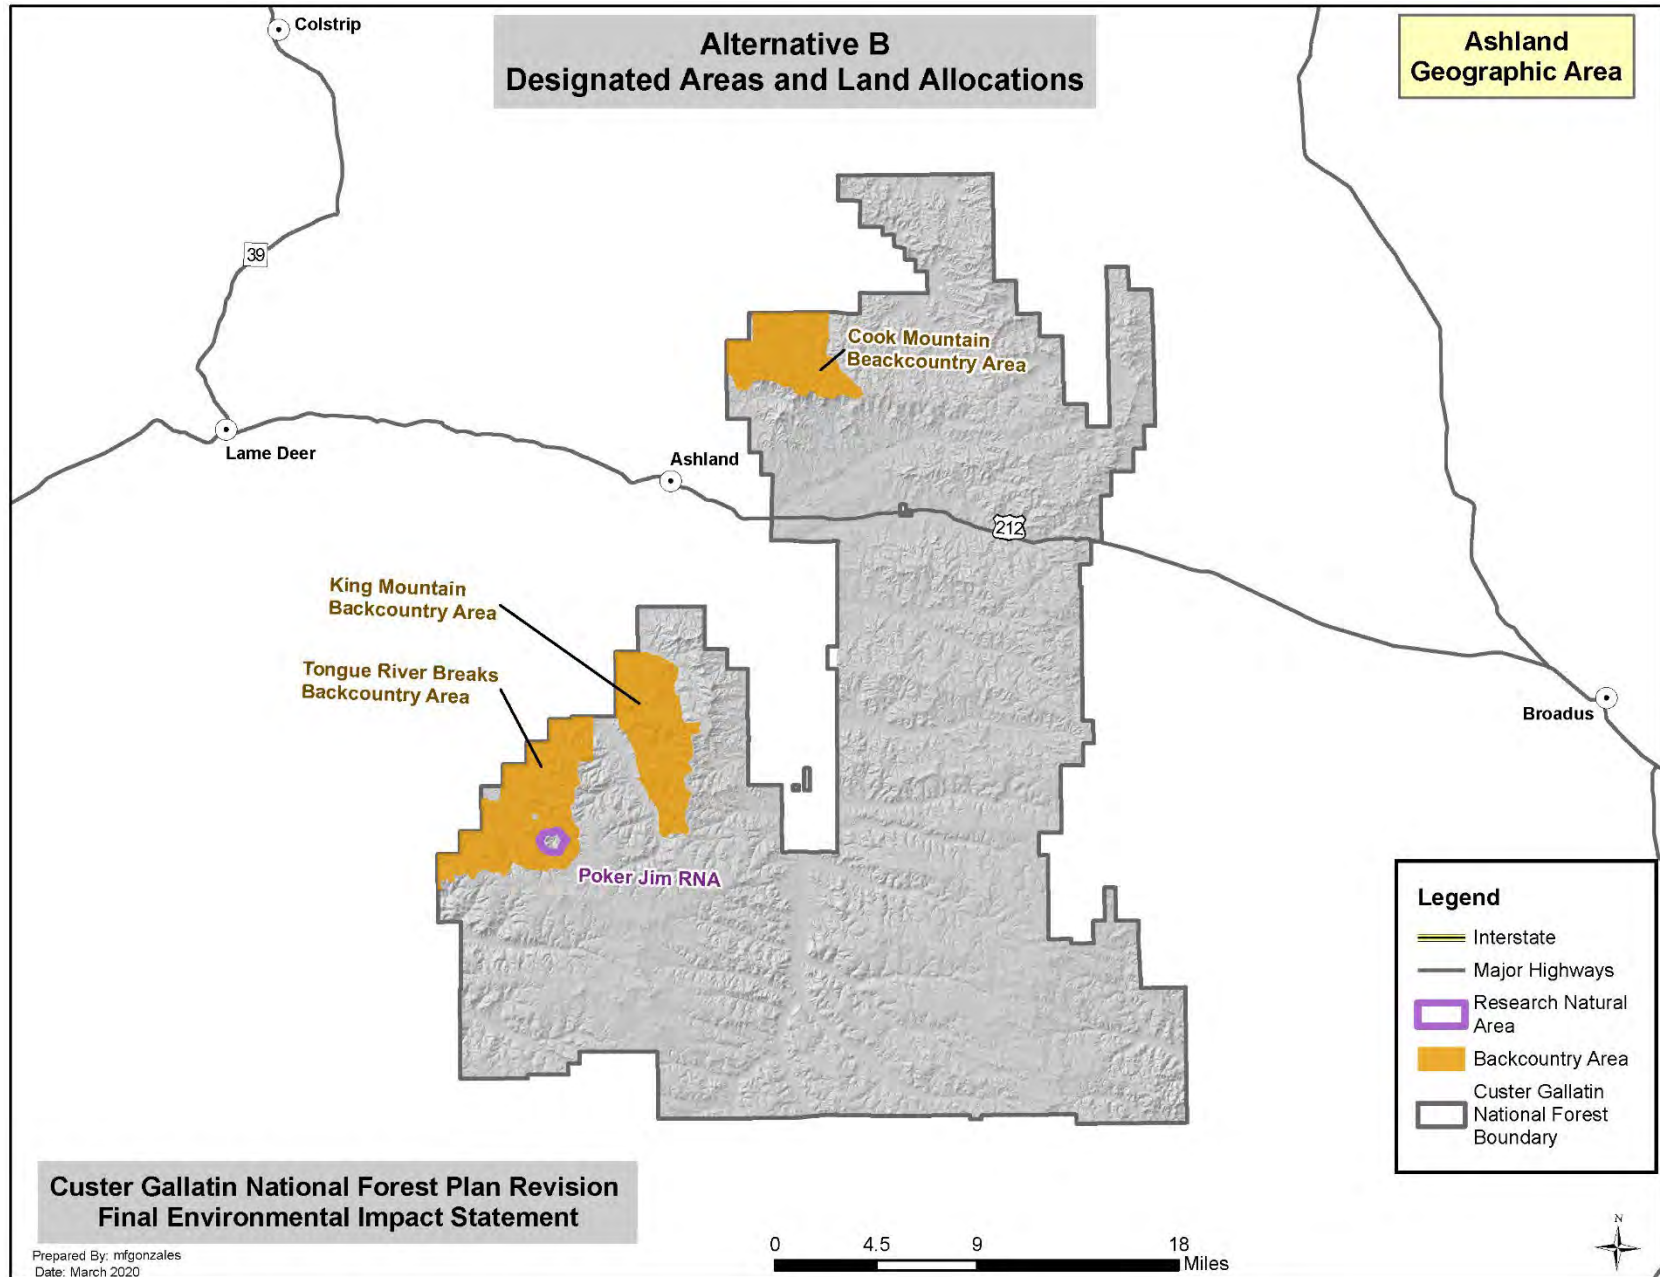 Colstrip
Alternative B
Designated Areas and Land Allocations
Ashland
Geographic Area
39
Cook Mountain
Beackcountry Area
Lame Deer
Ashland
212
King Mountain
Backcountry Area
Tongue River Breaks
Backcountry Area
Broadus
Poker Jim RNA
Legend
Interstate
Major Highways
Research Natural
Area
Backcountry Area
Custer Gallatin
National Forest
Boundary
Custer Gallatin National Forest Plan Revision
Final Environmental Impact Statement
Prepared By: mfgonzales
Date: March 2020
0 4.5 9 18
Miles
N